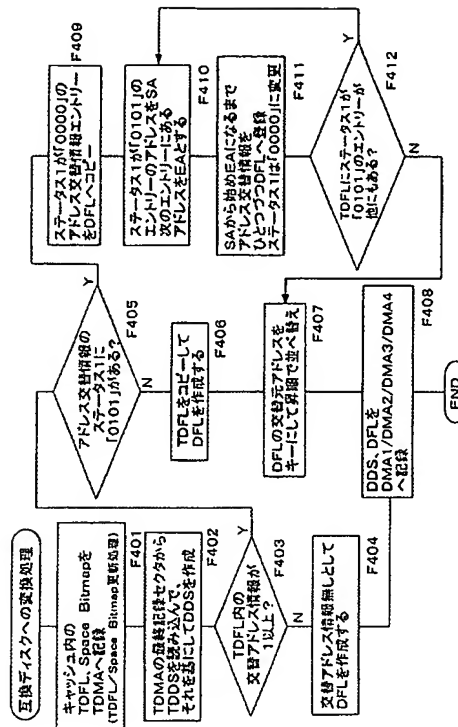 互換ディスクへの変換処理
キャッシュ内の
TDFL、Space Bitmapを
TDMAへ記録
(TDFL/Space Bitmap更新処理)
F401
TDMAの最終記録セクタから
TDDSを読み込んで、
それを基にしてDDSを作成
F402
TDFL内の
交替アドレス情報が
1以上?
F403
Y
N
交替アドレス情報無しとして
DFLを作成する
F404
アドレス交替情報の
ステータス1に
「0101」がある?
F405
Y
N
TDFLをコピーして
DFLを作成する
F406
DFLの交替元アドレスを
キーにして昇順で並べ替え
F407
DDS、DFLを
DMA1/DMA2/DMA3/DMA4
へ記録
F408
END
ステータス1が「0000」の
アドレス交替情報エントリー
をDFLへコピー
F409
ステータス1が「0101」の
エントリーのアドレスをSA
次のエントリーにある
アドレスをEAとする
F410
SAから始めEAになるまで
アドレス交替情報を
ひとつづつDFLへ登録
ステータス1は「0000」に変更
F411
TDFLにステータス1が
「0101」のエントリーが
他にもある?
F412
Y
N